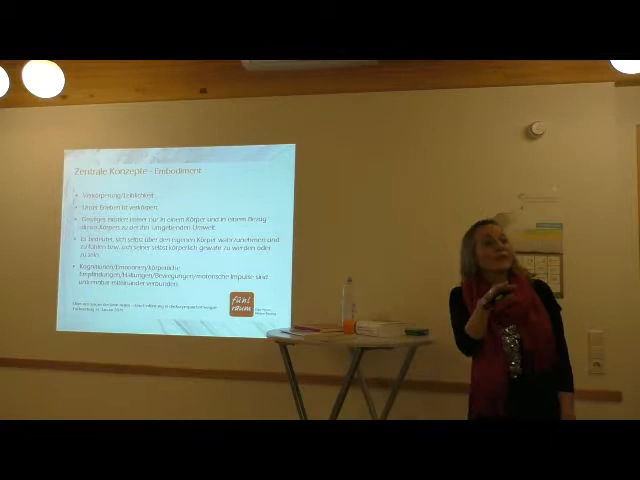 Zentrale Konzepte - Embodiment
Verkörperung/Leiblichkeit
Unser Erleben ist verkörpert.
Geistiges existiert immer nur in einem Körper und in einem Bezug
dieses Körpers zu der ihn umgebenden Umwelt.
Es bedeutet, sich selbst über den eigenen Körper wahrzunehmen und
zu fühlen bzw. sich seiner selbst körperlich gewahr zu werden oder
zu sein.
Kognitionen/Emotionen/körperliche
Empfindungen/Haltungen/Bewegungen/motorische Impulse sind
untrennbar miteinander verbunden.
fühl
raum